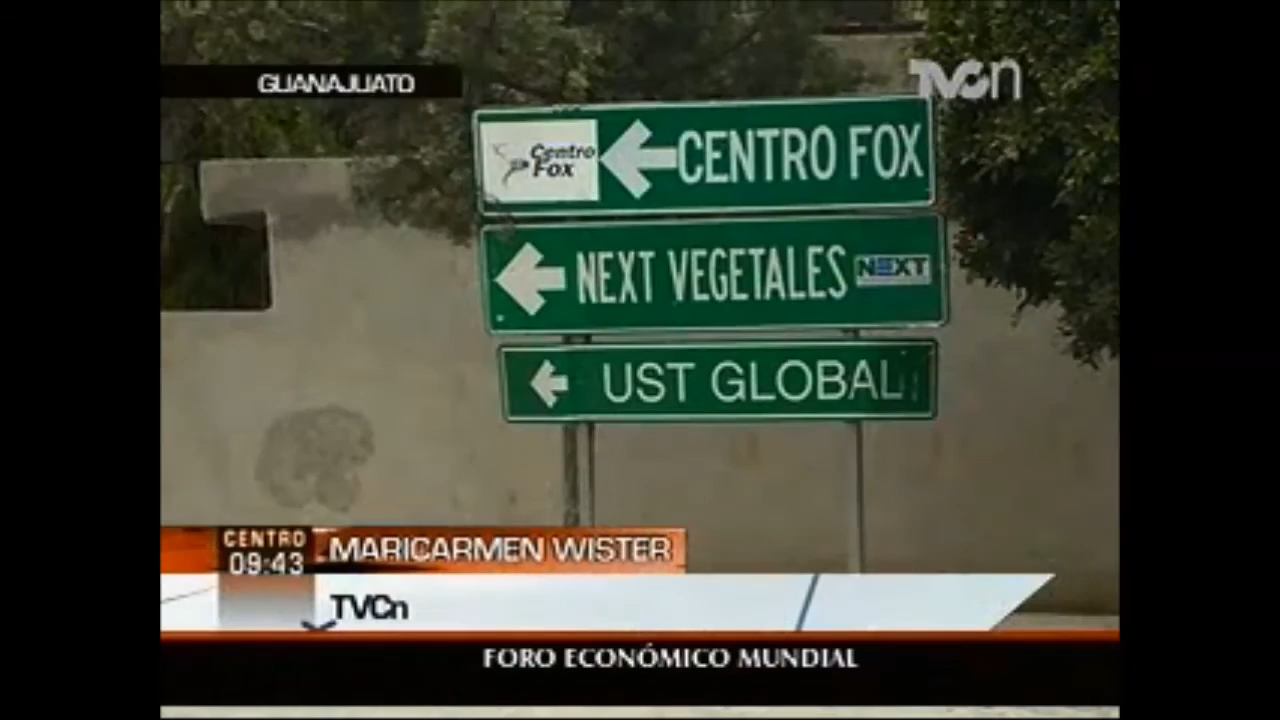 GUANAJUATO
TVCn
Centro
Fox
CENTRO FOX
NEXT VEGETALES
NEXT
UST GLOBAL
CENTRO
09:43
MARICARMEN WISTER
TVCn
FORO ECONÓMICO MUNDIAL